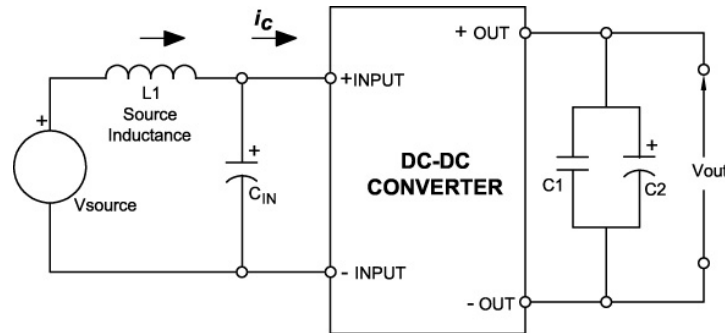 i_C
+ OUT
+INPUT
L1
Source
Inductance
+
+
C_IN
Vsource
DC-DC
CONVERTER
+
C1
C2
Vout
- INPUT
- OUT